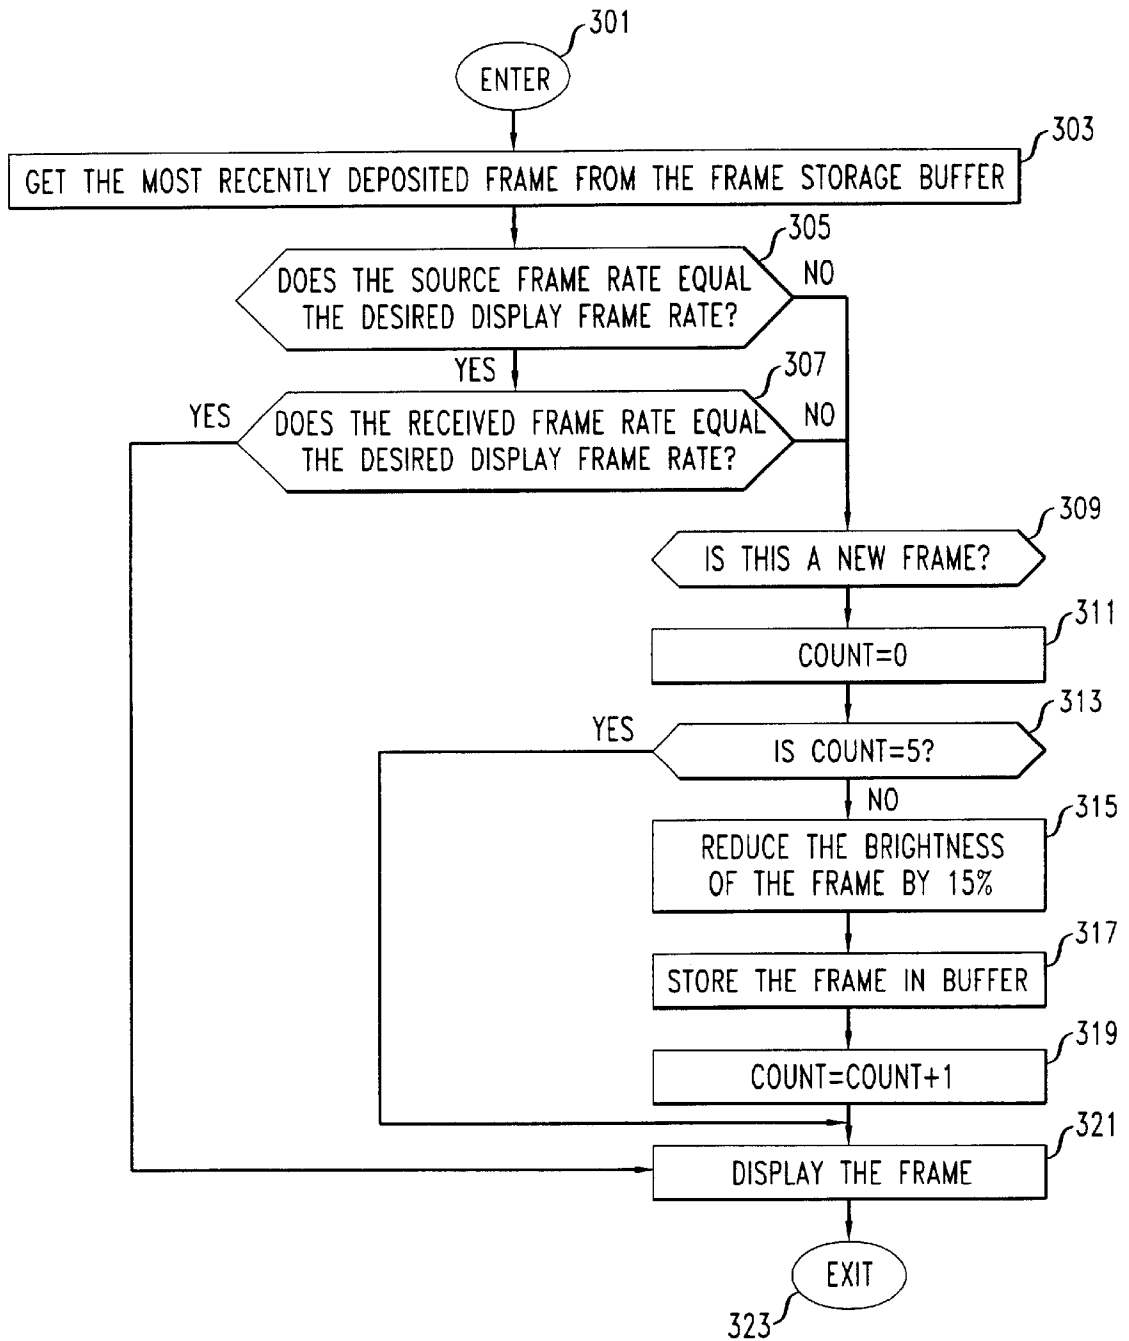 301
ENTER
303
GET THE MOST RECENTLY DEPOSITED FRAME FROM THE FRAME STORAGE BUFFER
305
DOES THE SOURCE FRAME RATE EQUAL
THE DESIRED DISPLAY FRAME RATE?
NO
YES
307
YES
DOES THE RECEIVED FRAME RATE EQUAL
THE DESIRED DISPLAY FRAME RATE?
NO
309
IS THIS A NEW FRAME?
311
COUNT=0
313
YES
IS COUNT=5?
NO
315
REDUCE THE BRIGHTNESS
OF THE FRAME BY 15%
317
STORE THE FRAME IN BUFFER
319
COUNT=COUNT+1
321
DISPLAY THE FRAME
EXIT
323